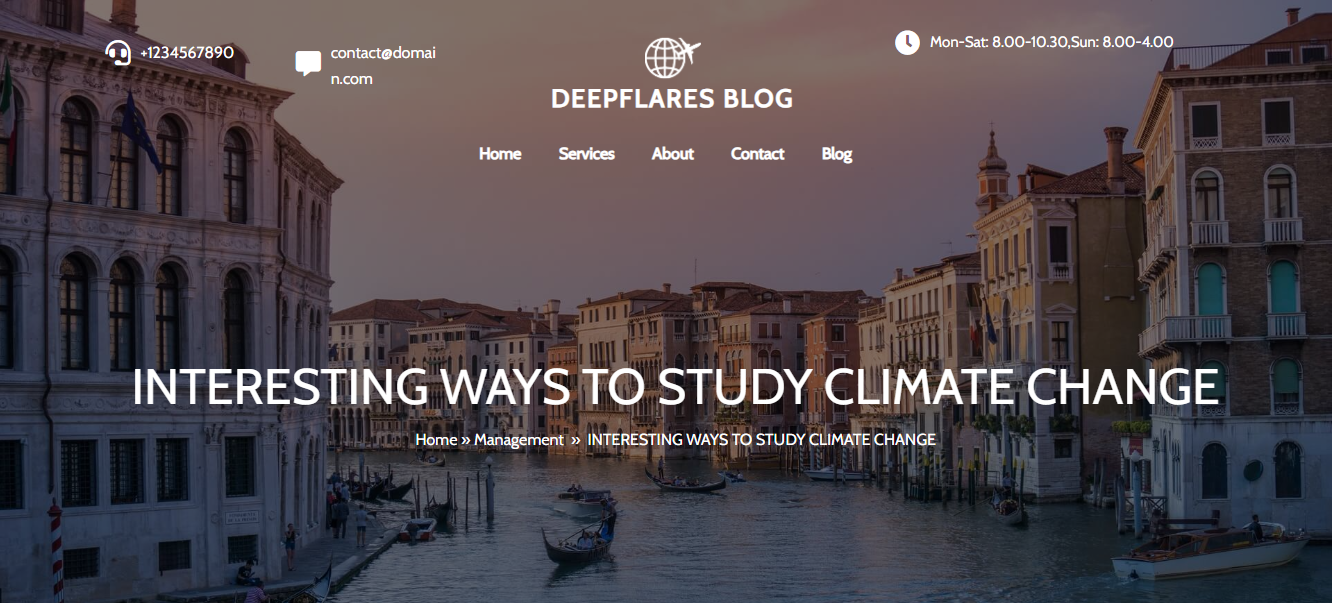 +1234567890
contact@domai
n.com
DEEPFLARES BLOG
Mon-Sat: 8.00-10.30,Sun: 8.00-4.00
Home Services About Contact Blog
INTERESTING WAYS TO STUDY CLIMATE CHANGE
Home » Management » INTERESTING WAYS TO STUDY CLIMATE CHANGE